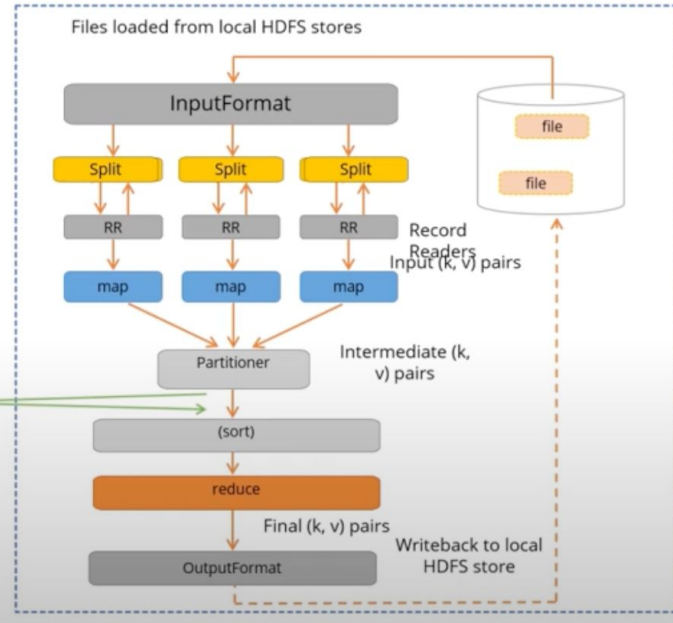 Files loaded from local HDFS stores
InputFormat
file
Split
Split
Split
file
RR
RR
RR
Record
Readers
Input (k, v) pairs
map
map
map
Partitioner
Intermediate (k,
v) pairs
(sort)
reduce
Final (k, v) pairs
Writeback to local
HDFS store
OutputFormat